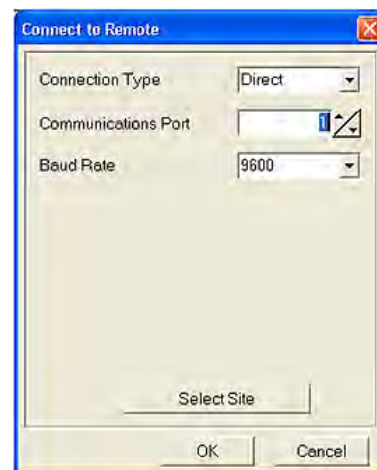 Connect to Remote
Connection Type Direct
Communications Port 1
Baud Rate 9600
Select Site
OK Cancel